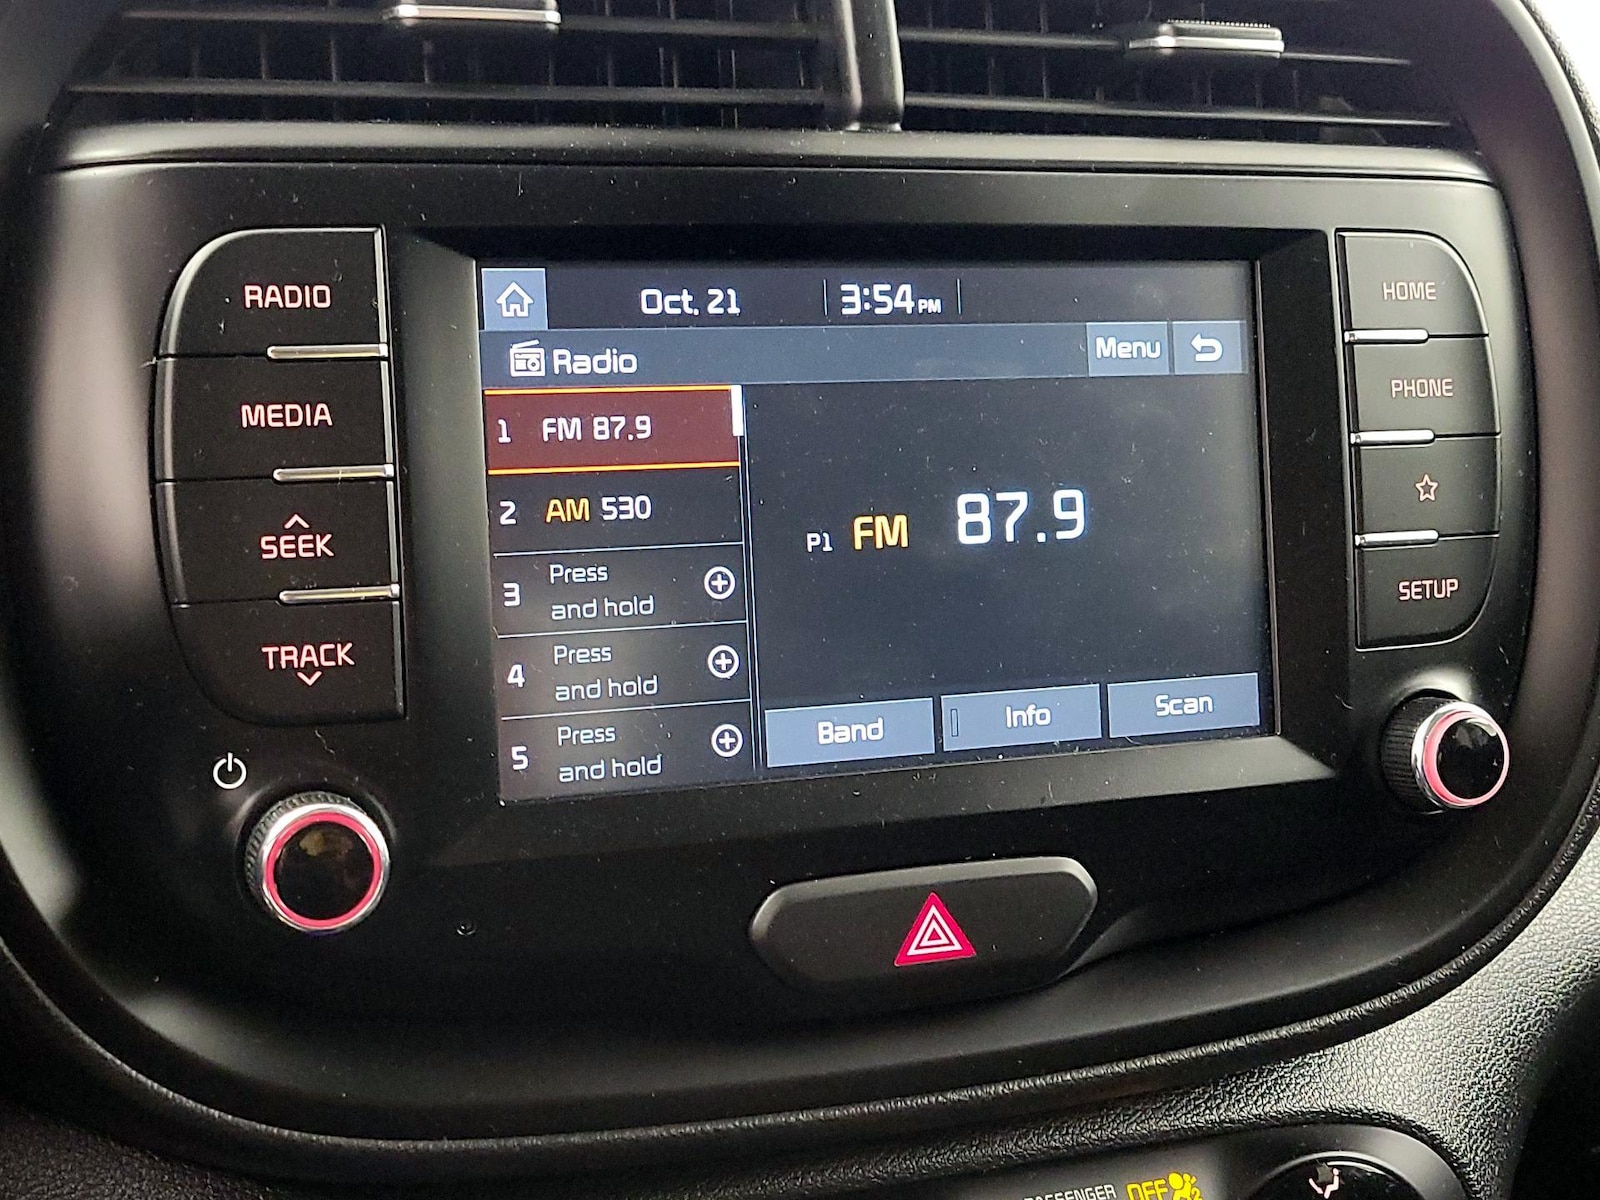 RADIO
MEDIA
SEEK
TRACK
Oct. 21
3:54 PM
Radio
Menu
1 FM 87.9
2 AM 530
3 Press
and hold
4 Press
and hold
5 Press
and hold
P1 FM 87.9
Band
Info
Scan
HOME
PHONE
SETUP
PASSENGER OFF 2